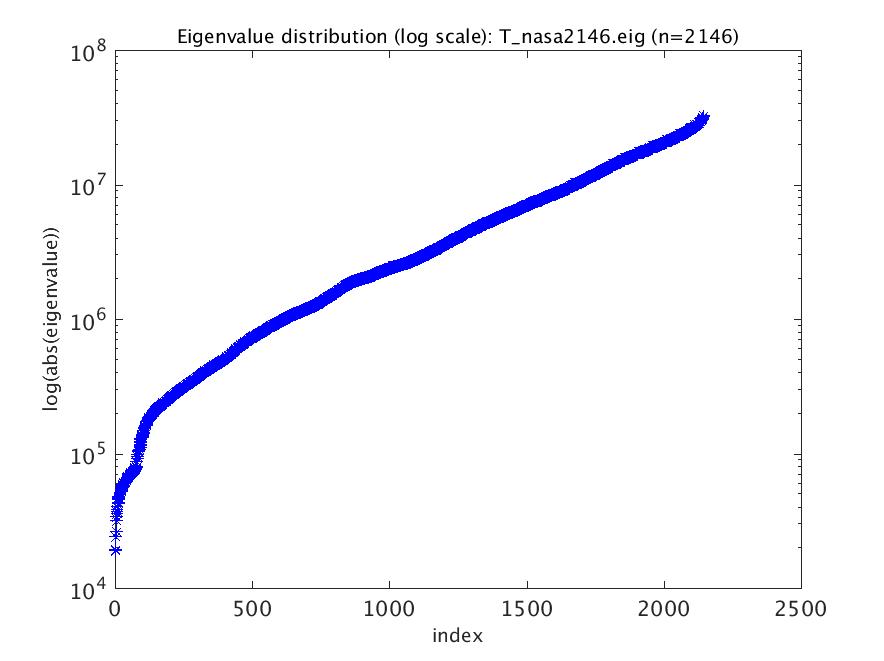 Eigenvalue distribution (log scale): T_nasa2146.eig (n=2146)
10^8
10^7
10^6
10^5
10^4
log(abs(eigenvalue))
0 500 1000 1500 2000 2500
index